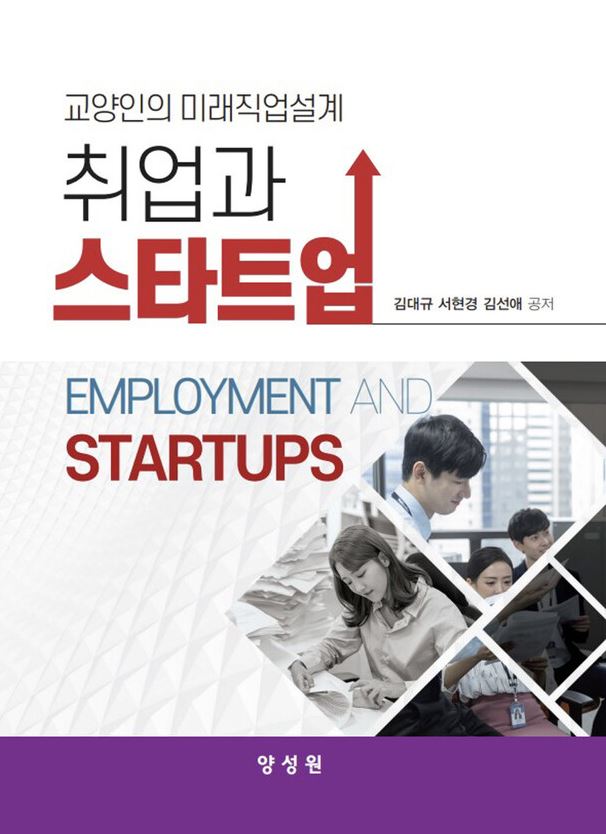 교양인의 미래직업설계
취업과
스타트업
김대규 서현경 김선애 공저
EMPLOYMENT AND
STARTUPS
양성원